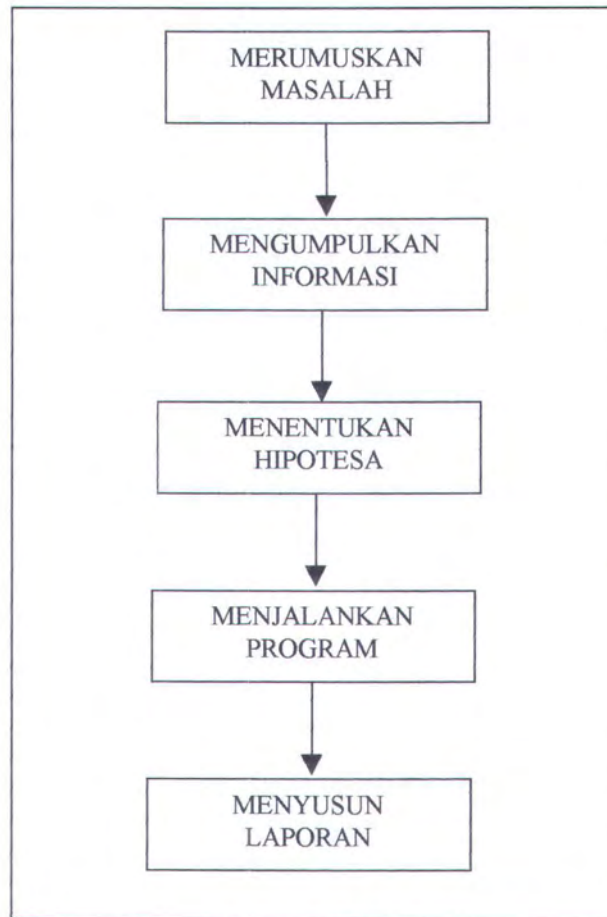 MERUMUSKAN
MASALAH
MENGUMPULKAN
INFORMASI
MENENTUKAN
HIPOTESA
MENJALANKAN
PROGRAM
MENYUSUN
LAPORAN